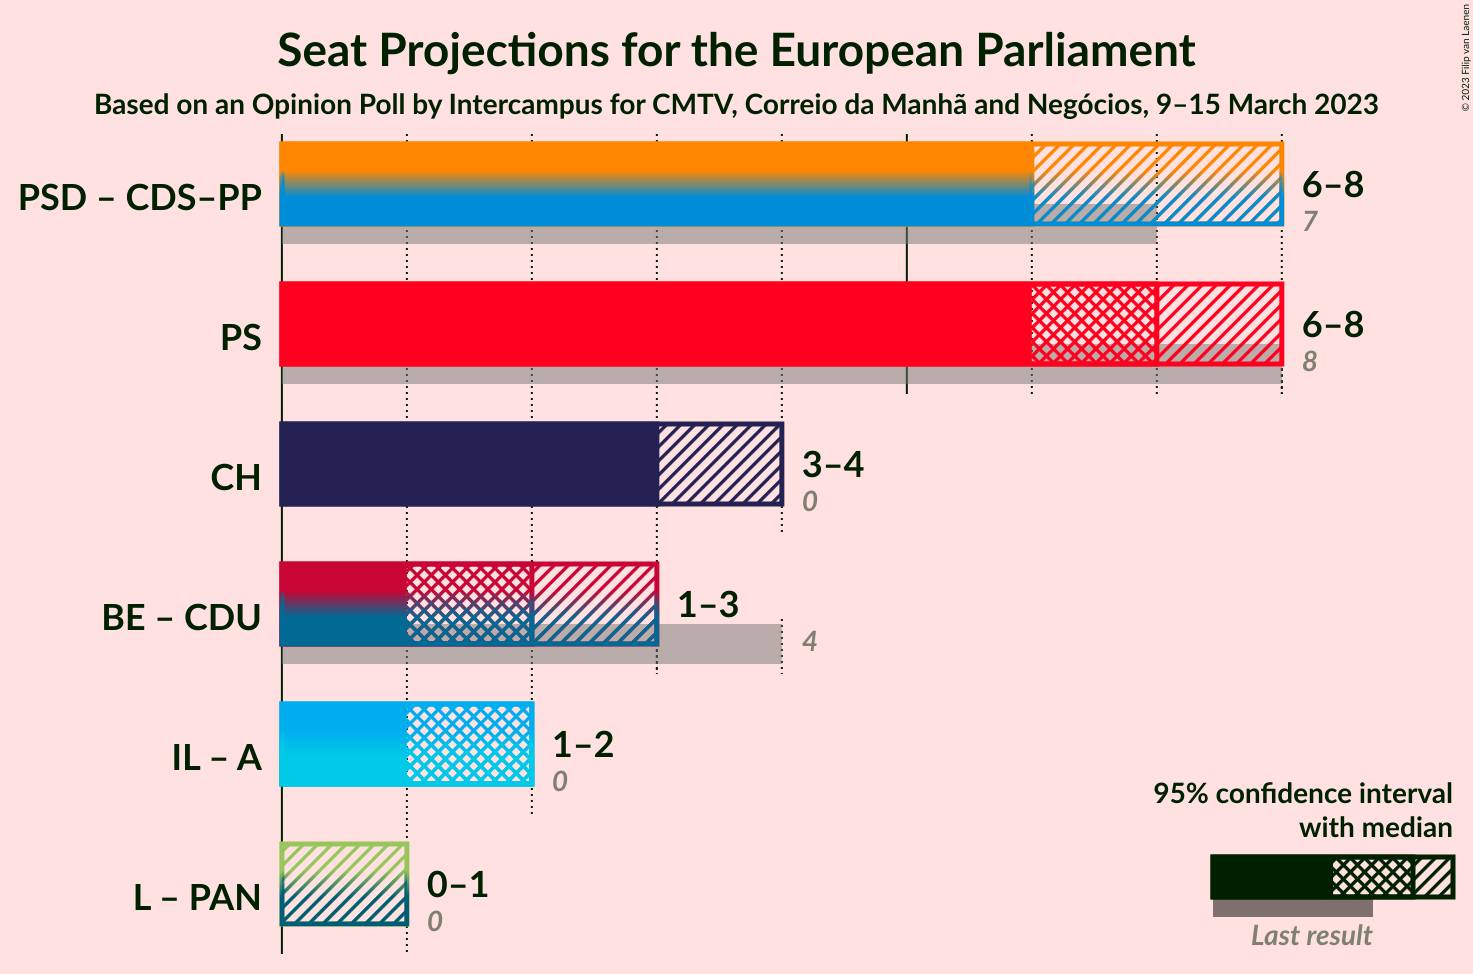 Seat Projections for the European Parliament
Based on an Opinion Poll by Intercampus for CMTV, Correio da Manhã and Negócios, 9–15 March 2023
© 2023 Filip van Laenen
PSD – CDS–PP
6–8
7
PS
6–8
8
CH
3–4
0
BE – CDU
1–3
4
IL – A
1–2
0
L – PAN
0–1
0
95% confidence interval
with median
Last result